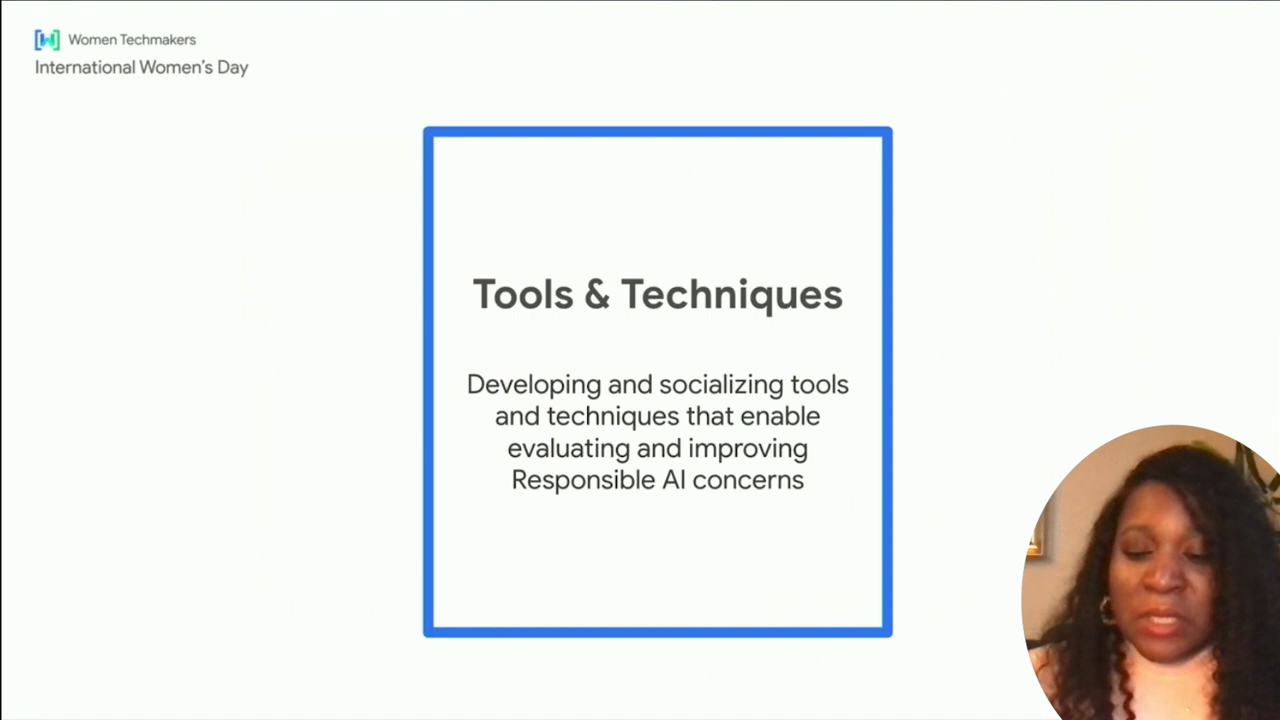 Women Techmakers
International Women's Day
Tools & Techniques
Developing and socializing tools
and techniques that enable
evaluating and improving
Responsible AI concerns